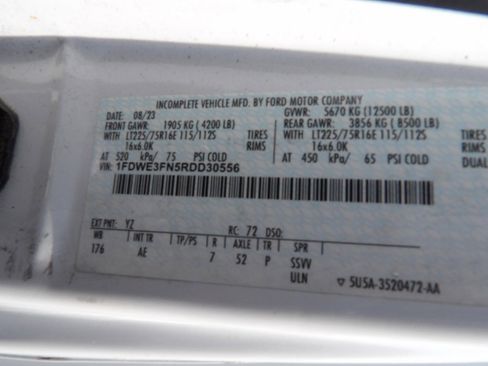 INCOMPLETE VEHICLE MFD. BY FORD MOTOR COMPANY
DATE: 08/23 GVWR: 5670 KG (12500 LB)
FRONT GAWR: 1905 KG (4200 LB) REAR GAWR: 3856 KG (8500 LB)
WITH LT225/75R16E 115/112S TIRES WITH LT225/75R16E 115/112S TIRES
16x6.0K RIMS 16x6.0K RIMS
AT 520 kPa/ 75 PSI COLD AT 450 kPa/ 65 PSI COLD
VIN: 1FDWE3FN5RDD30556
EXT PNT: YZ RC: 72 DSO:
WB INT TR TP/PS R AXLE TR SPR
176 AE 7 52 P SSVV
ULN
5U5A-3520472-AA